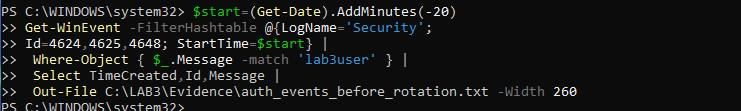 PS C:\WINDOWS\system32> $start=(Get-Date).AddMinutes(-20)
>> Get-WinEvent -FilterHashtable @{LogName='Security';
>> Id=4624,4625,4648; StartTime=$start} |
>>  Where-Object { $_.Message -match 'lab3user' } |
>>  Select TimeCreated,Id,Message |
>>  Out-File C:\LAB3\Evidence\auth_events_before_rotation.txt -Width 260
PS C:\WINDOWS\system32>